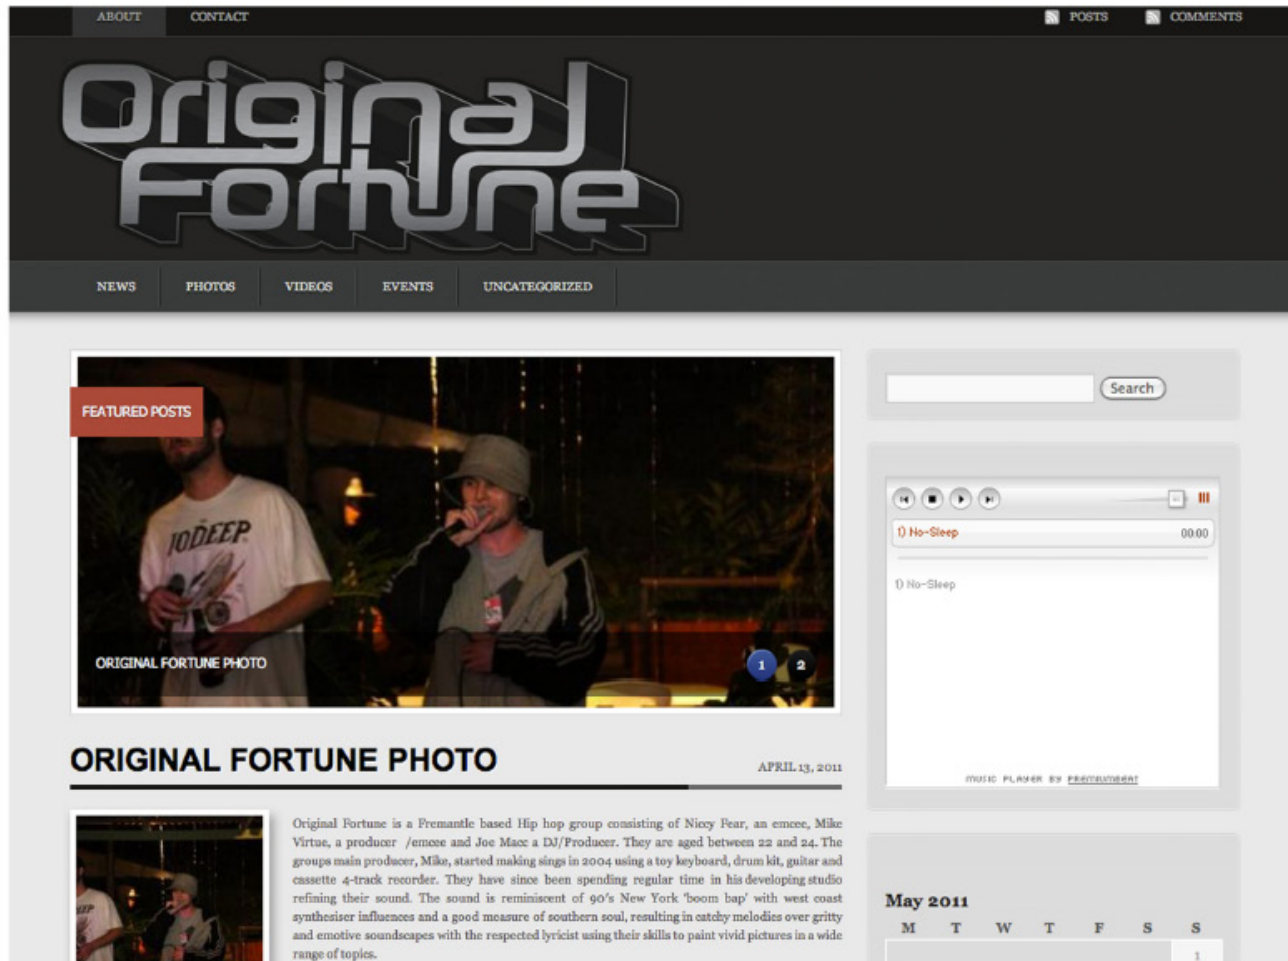 ABOUT CONTACT POSTS COMMENTS
Original
Fortune
NEWS PHOTOS VIDEOS EVENTS UNCATEGORIZED
FEATURED POSTS
JODEEP
ORIGINAL FORTUNE PHOTO
1 2
ORIGINAL FORTUNE PHOTO
APRIL 13, 2011
Original Fortune is a Fremantle based Hip hop group consisting of Niccy Fear, an emcee, Mike
Virtue, a producer /emcee and Joe Macc a DJ/Producer. They are aged between 22 and 24. The
groups main producer, Mike, started making sings in 2004 using a toy keyboard, drum kit, guitar and
cassette 4-track recorder. They have since been spending regular time in his developing studio
refining their sound. The sound is reminiscent of 90's New York 'boom bap' with west coast
synthesiser influences and a good measure of southern soul, resulting in catchy melodies over gritty
and emotive soundscapes with the respected lyricist using their skills to paint vivid pictures in a wide
range of topics.
Search
1) No-Sleep 00:00
1) No-Sleep
MUSIC PLAYER BY PREMIUMBEAT
May 2011
M T W T F S S
1